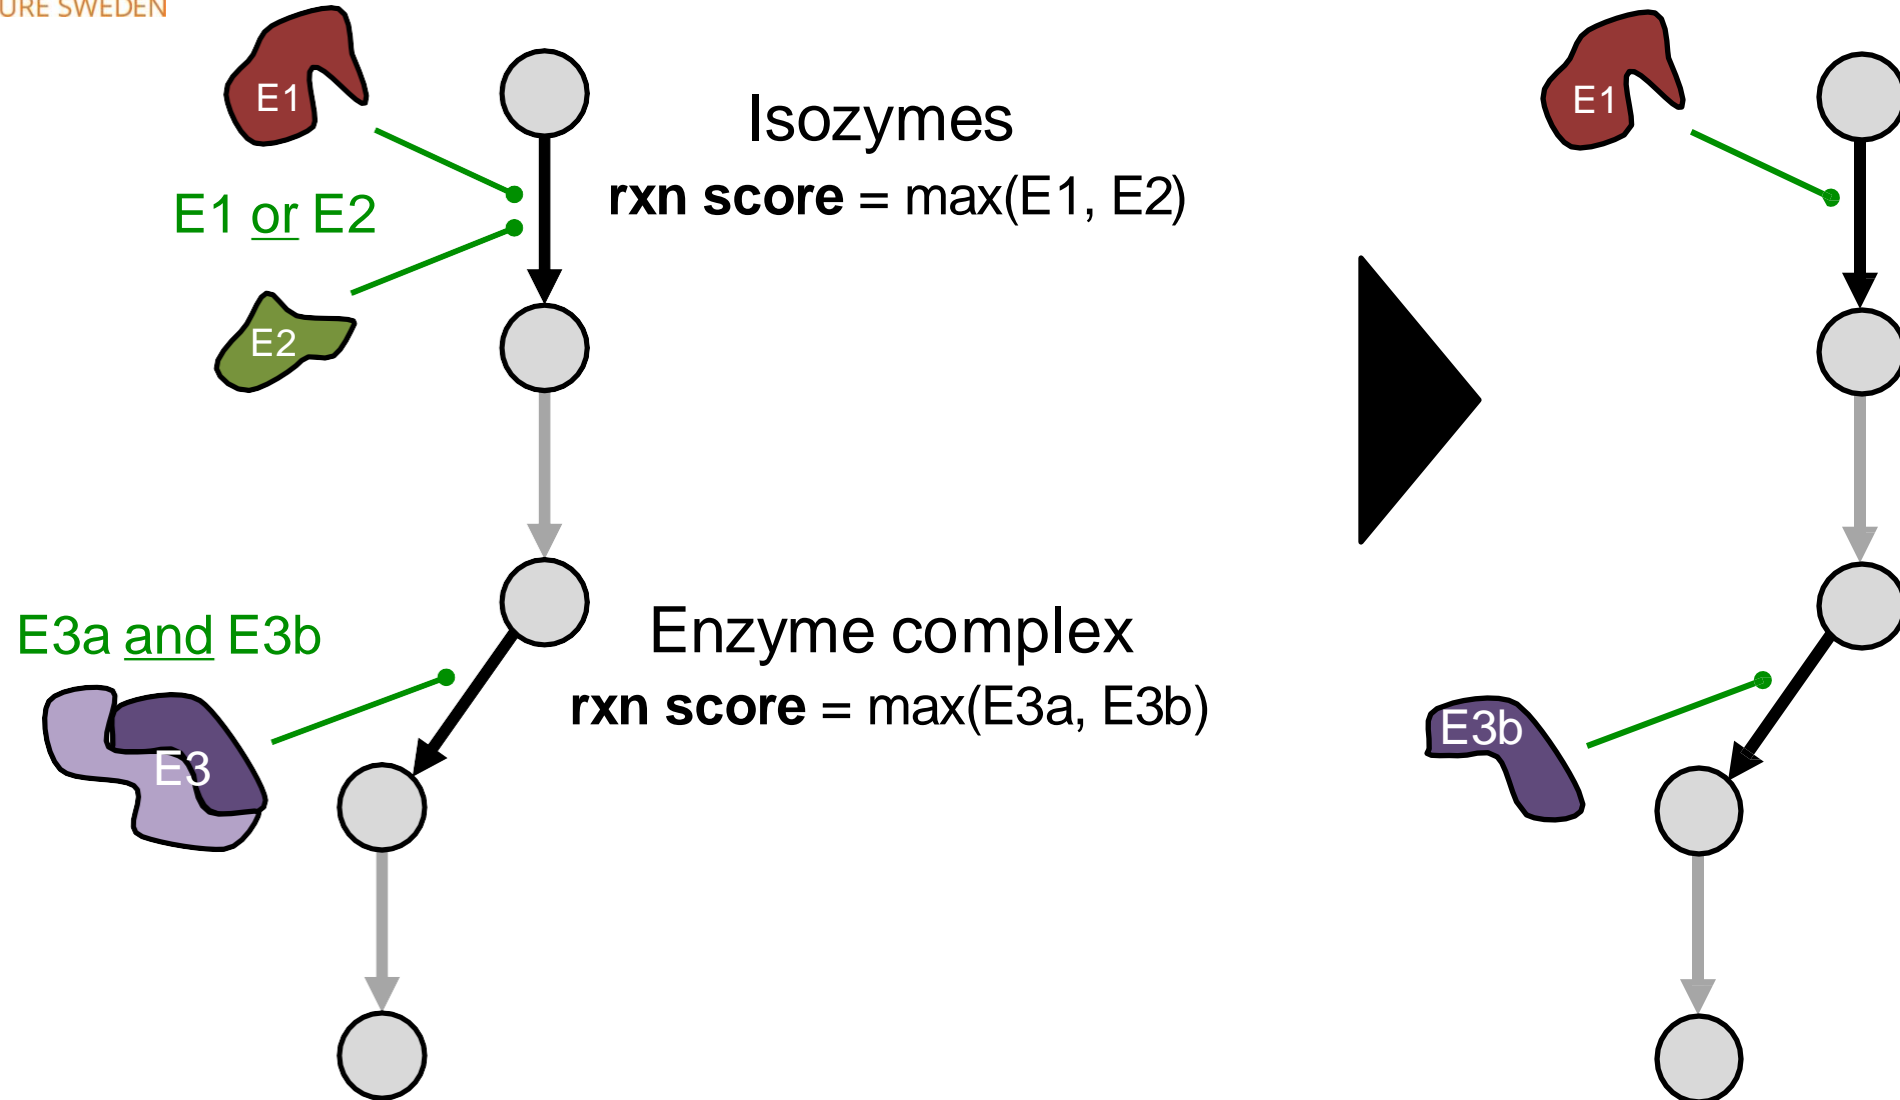 URE SWEDEN
E1
Isozymes
rxn score = max(E1, E2)
E1 or E2
E2
E1
E3a and E3b
Enzyme complex
rxn score = max(E3a, E3b)
E3
E3b